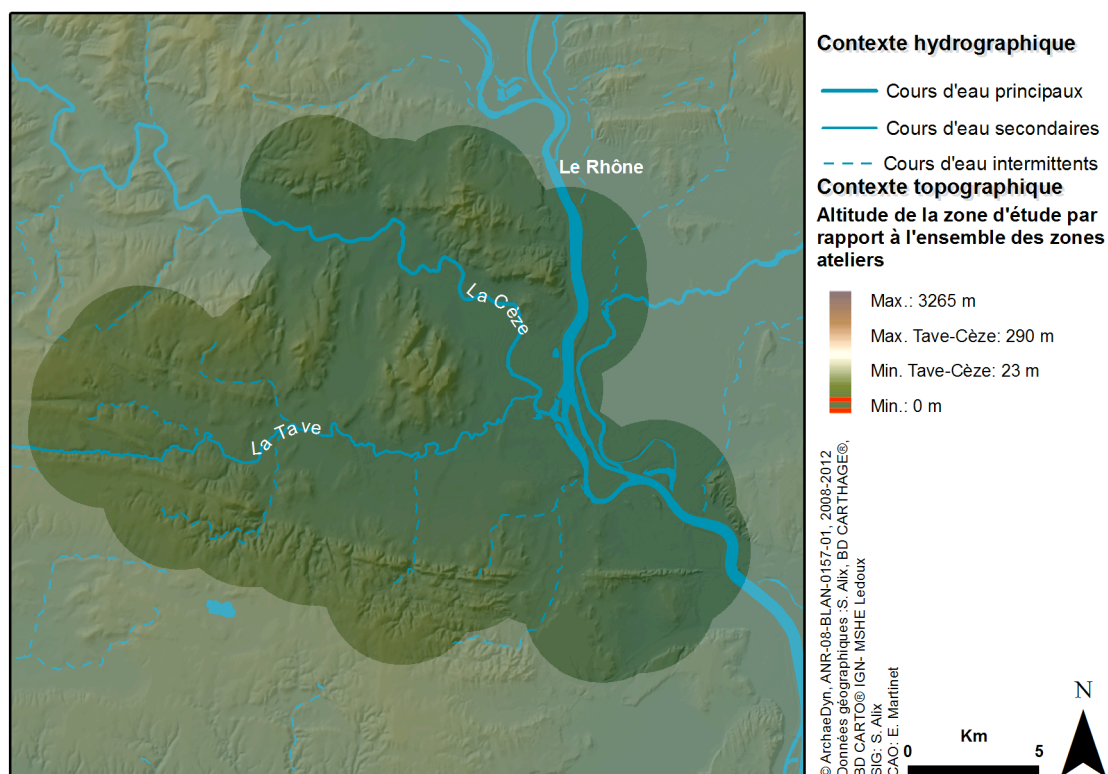 Contexte hydrographique
Cours d'eau principaux
Cours d'eau secondaires
Cours d'eau intermittents
Contexte topographique
Altitude de la zone d'étude par
rapport à l'ensemble des zones
ateliers
Max.: 3265 m
Max. Tave-Cèze: 290 m
Min. Tave-Cèze: 23 m
Min.: 0 m
Le Rhône
La Cèze
La Tave
© ArchaeDyn, ANR-08-BLAN-0157-01, 2008-2012
Données géographiques :S. Alix, BD CARTHAGE®,
BD CARTO® IGN- MSHE Ledoux
SIG: S. Alix
CAO: E. Martinet
Km
0 5
N